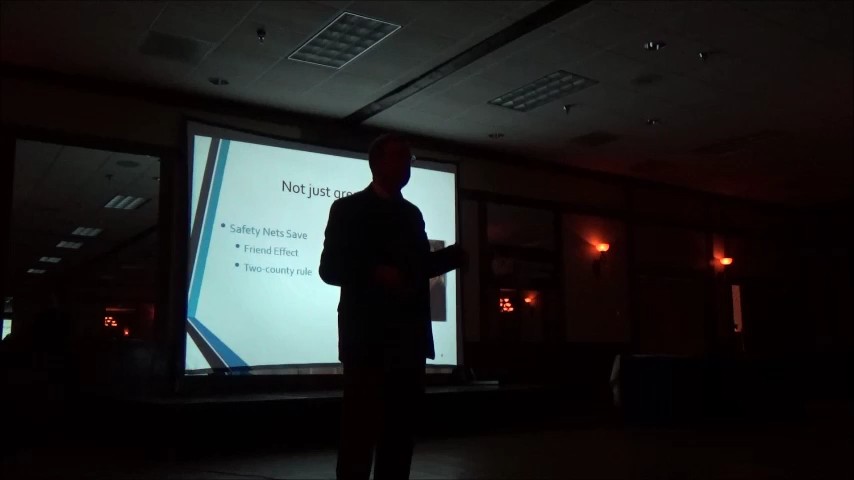 Not just
• Safety Nets Save
• Friend Effect
• Two-county rule